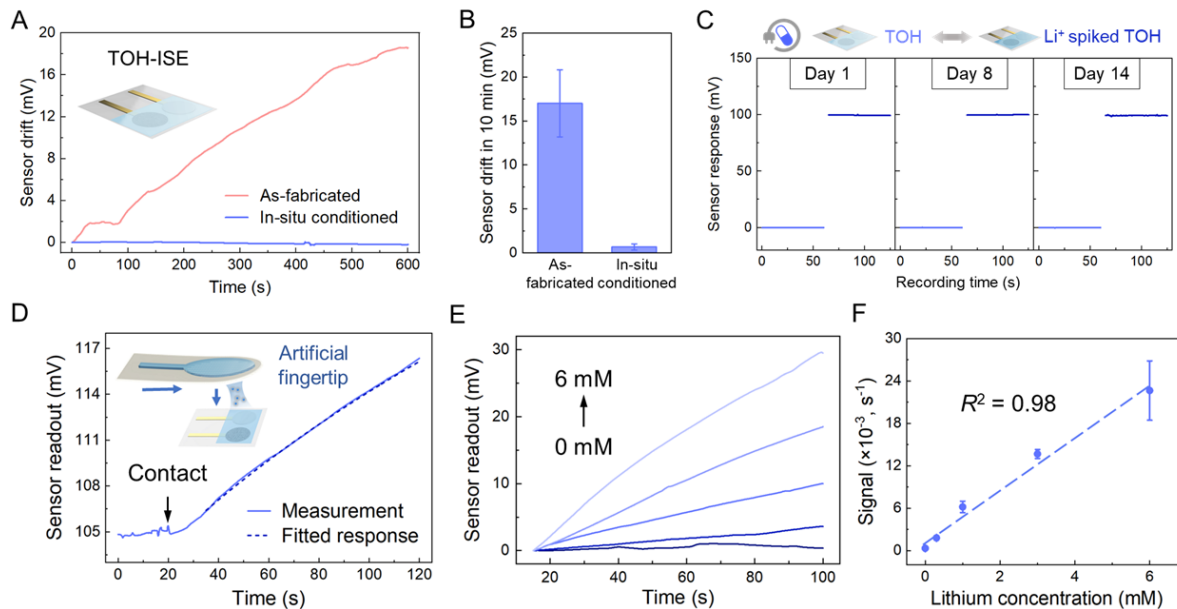 A
TOH-ISE
Sensor drift (mV)
20
16
12
8
4
0
As-fabricated
In-situ conditioned
0 100 200 300 400 500 600
Time (s)
B
Sensor drift in 10 min (mV)
25
20
15
10
5
0
As- In-situ
fabricated conditioned
C
TOH
Li⁺ spiked TOH
Day 1
Day 8
Day 14
Sensor response (mV)
150
100
50
0
0 50 100 0 50 100 0 50 100
Recording time (s)
D
Artificial
fingertip
Sensor readout (mV)
117
114
111
108
105
Contact
Measurement
Fitted response
0 20 40 60 80 100 120
Time (s)
E
Sensor readout (mV)
30
20
10
0
6 mM
0 mM
20 40 60 80 100
Time (s)
F
Signal (×10⁻³, s⁻¹)
30
24
18
12
6
0
R² = 0.98
0 2 4 6
Lithium concentration (mM)